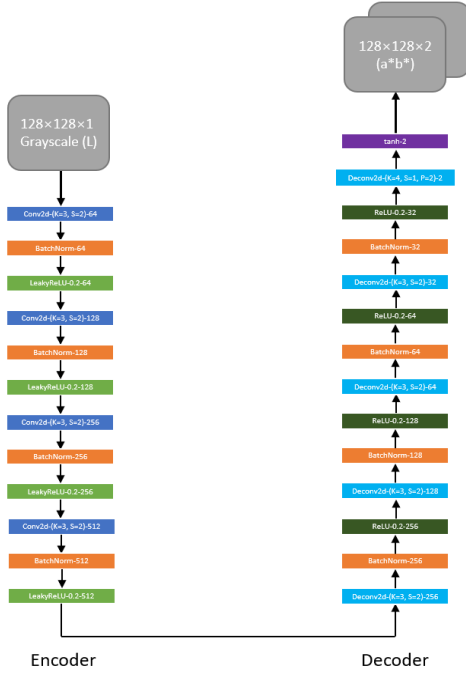 128×128×1
Grayscale (L)
Conv2d-{K=3, S=2}-64
BatchNorm-64
LeakyReLU-0.2-64
Conv2d-{K=3, S=2}-128
BatchNorm-128
LeakyReLU-0.2-128
Conv2d-{K=3, S=2}-256
BatchNorm-256
LeakyReLU-0.2-256
Conv2d-{K=3, S=2}-512
BatchNorm-512
LeakyReLU-0.2-512
Encoder
128×128×2
(a*b*)
tanh-2
Deconv2d-{K=4, S=1, P=2}-2
ReLU-0.2-32
BatchNorm-32
Deconv2d-{K=3, S=2}-32
ReLU-0.2-64
BatchNorm-64
Deconv2d-{K=3, S=2}-64
ReLU-0.2-128
BatchNorm-128
Deconv2d-{K=3, S=2}-128
ReLU-0.2-256
BatchNorm-256
Deconv2d-{K=3, S=2}-256
Decoder